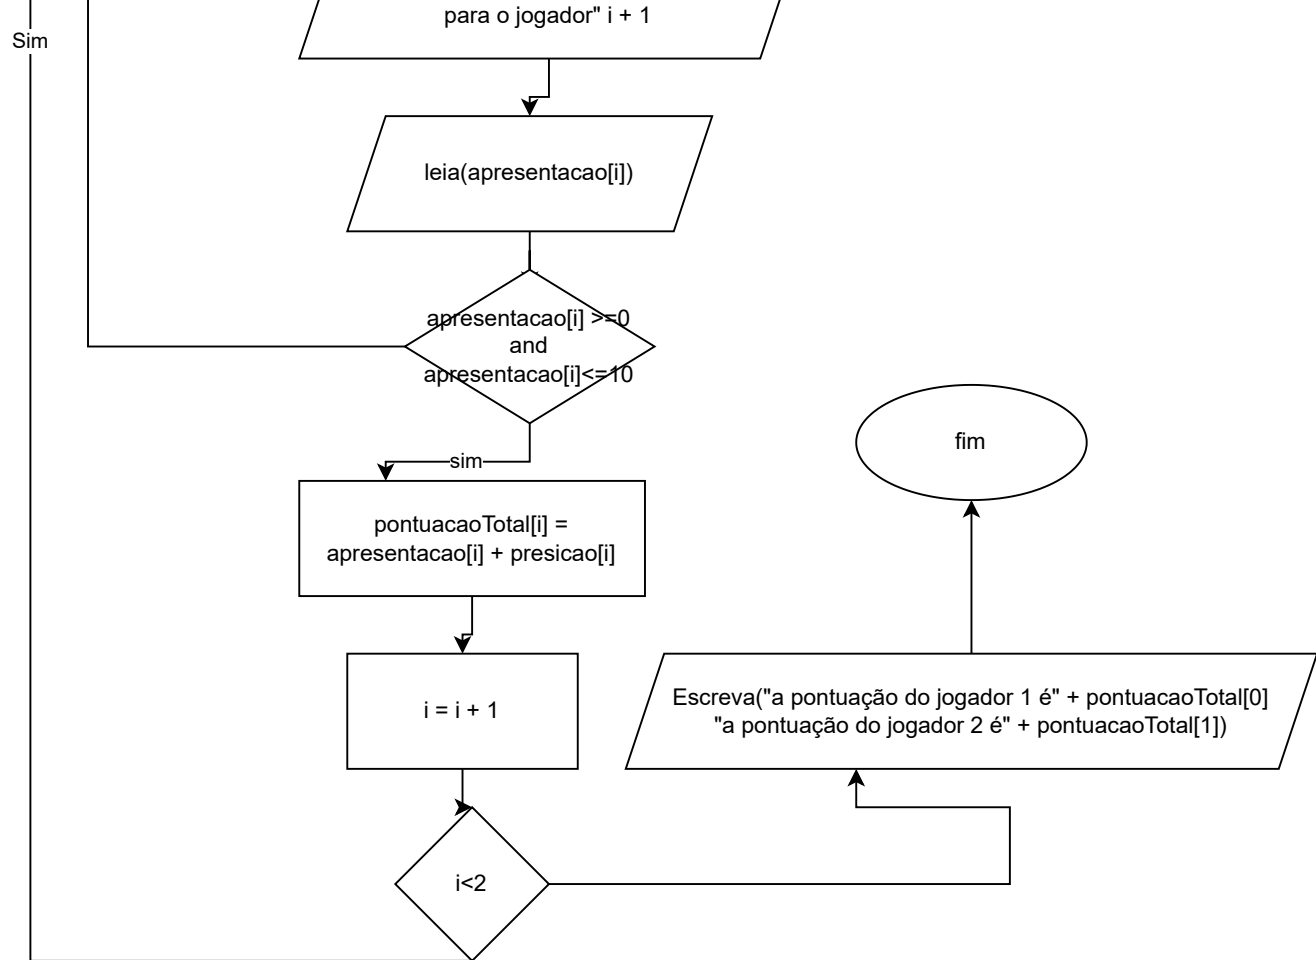 Sim
para o jogador" i + 1
leia(apresentacao[i])
apresentacao[i] >=0
and
apresentacao[i]<=10
sim
pontuacaoTotal[i] =
apresentacao[i] + presicao[i]
i = i + 1
i<2
fim
Escreva("a pontuação do jogador 1 é" + pontuacaoTotal[0]
"a pontuação do jogador 2 é" + pontuacaoTotal[1])